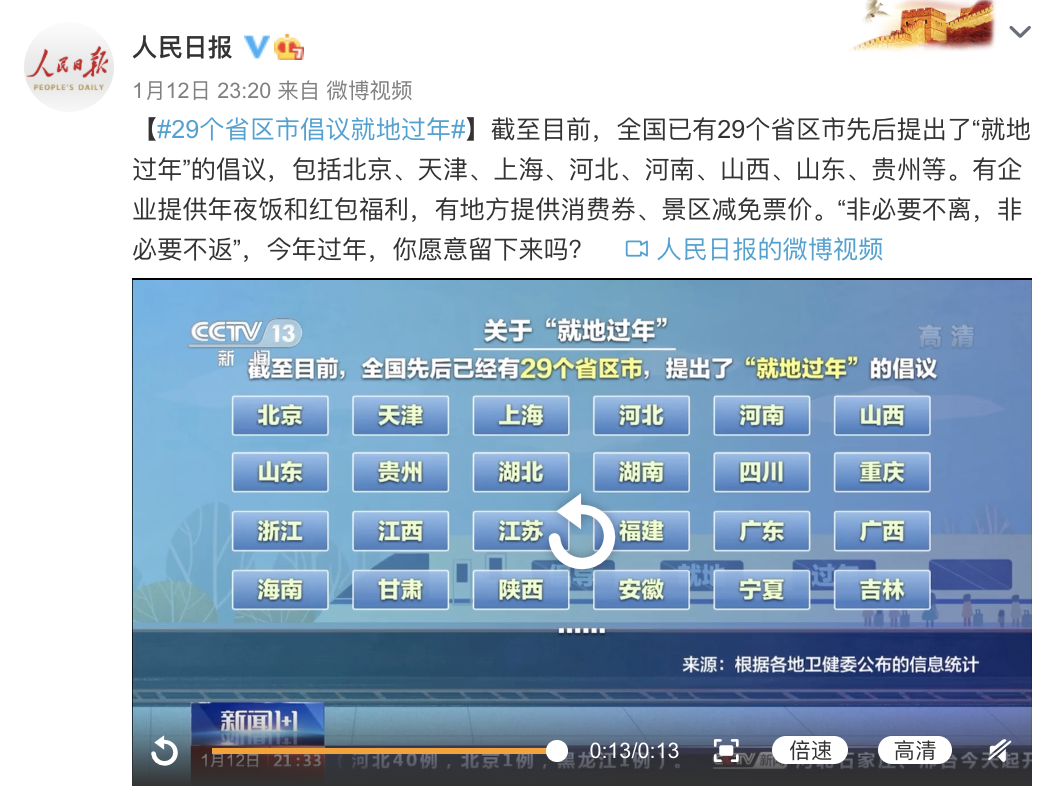 人民日报
PEOPLE'S DAILY
人民日报
1月12日 23:20 来自 微博视频
【#29个省区市倡议就地过年#】截至目前，全国已有29个省区市先后提出了“就地
过年”的倡议，包括北京、天津、上海、河北、河南、山西、山东、贵州等。有企
业提供年夜饭和红包福利，有地方提供消费券、景区减免票价。“非必要不离，非
必要不返”，今年过年，你愿意留下来吗？ 人民日报的微博视频
CCTV 13
新闻
高清
关于“就地过年”
截至目前，全国先后已经有29个省区市，提出了“就地过年”的倡议
北京 天津 上海 河北 河南 山西
山东 贵州 湖北 湖南 四川 重庆
浙江 江西 江苏 福建 广东 广西
倡导 就地 过年
海南 甘肃 陕西 安徽 宁夏 吉林
……
来源：根据各地卫健委公布的信息统计
新闻1+1
0:13/0:13 倍速 高清
1月12日 21:33 （河北40例，北京1例，黑龙江1例）。